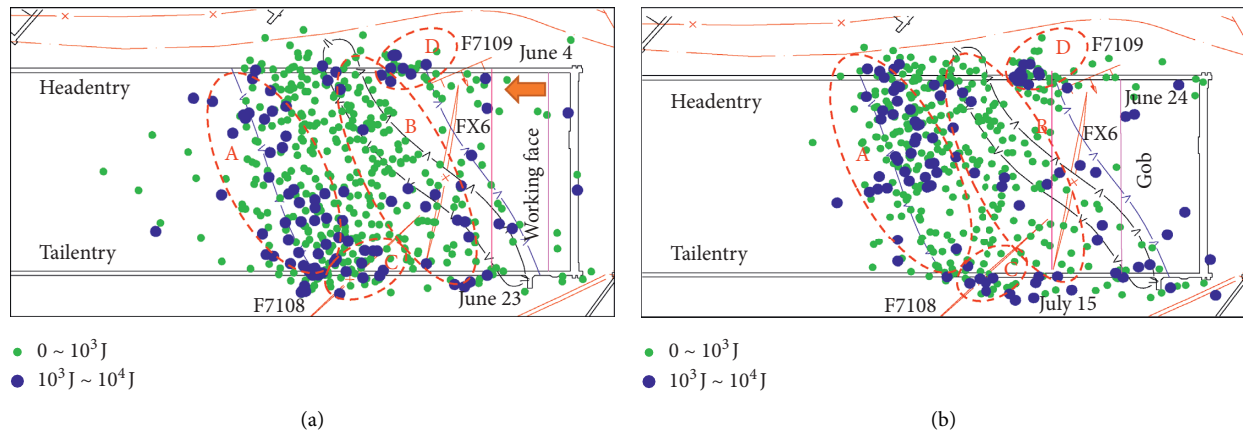 D
F7109
June 4
Headentry
A
B
FX6
Working face
Tailentry
C
F7108
June 23
0 ~ 10³ J
10³ J ~ 10⁴ J
(a)
D
F7109
June 24
Headentry
A
B
FX6
Gob
Tailentry
C
F7108
July 15
0 ~ 10³ J
10³ J ~ 10⁴ J
(b)